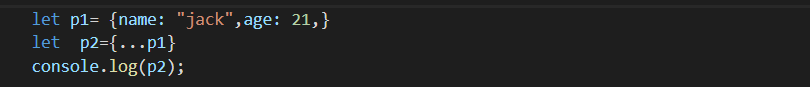 let p1= {name: "jack",age: 21,}
let  p2={...p1}
console.log(p2);